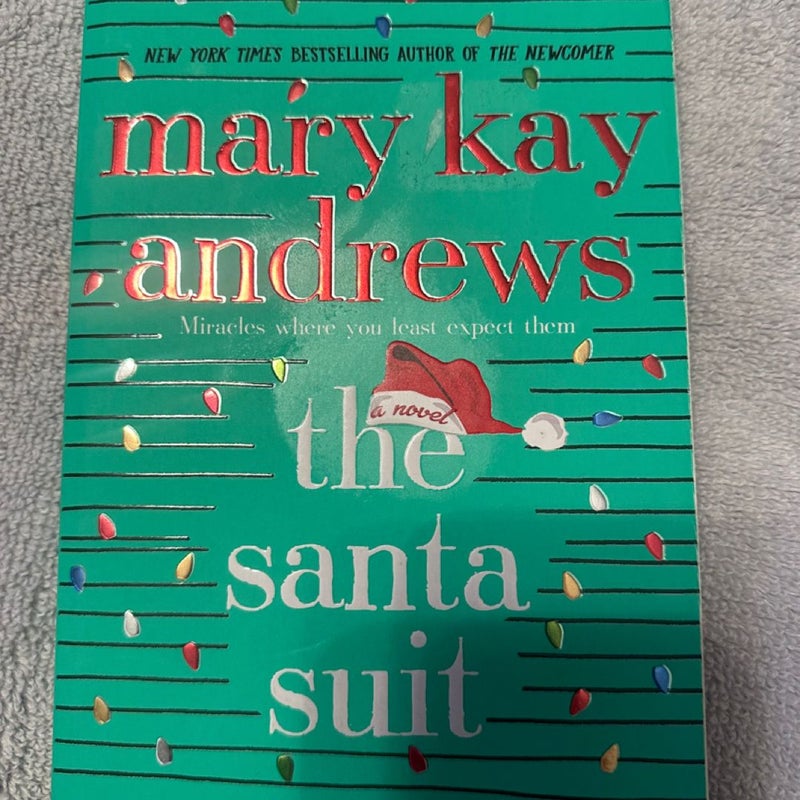 NEW YORK TIMES BESTSELLING AUTHOR OF THE NEWCOMER
mary kay
andrews
Miracles where you least expect them
a novel
the
santa
suit